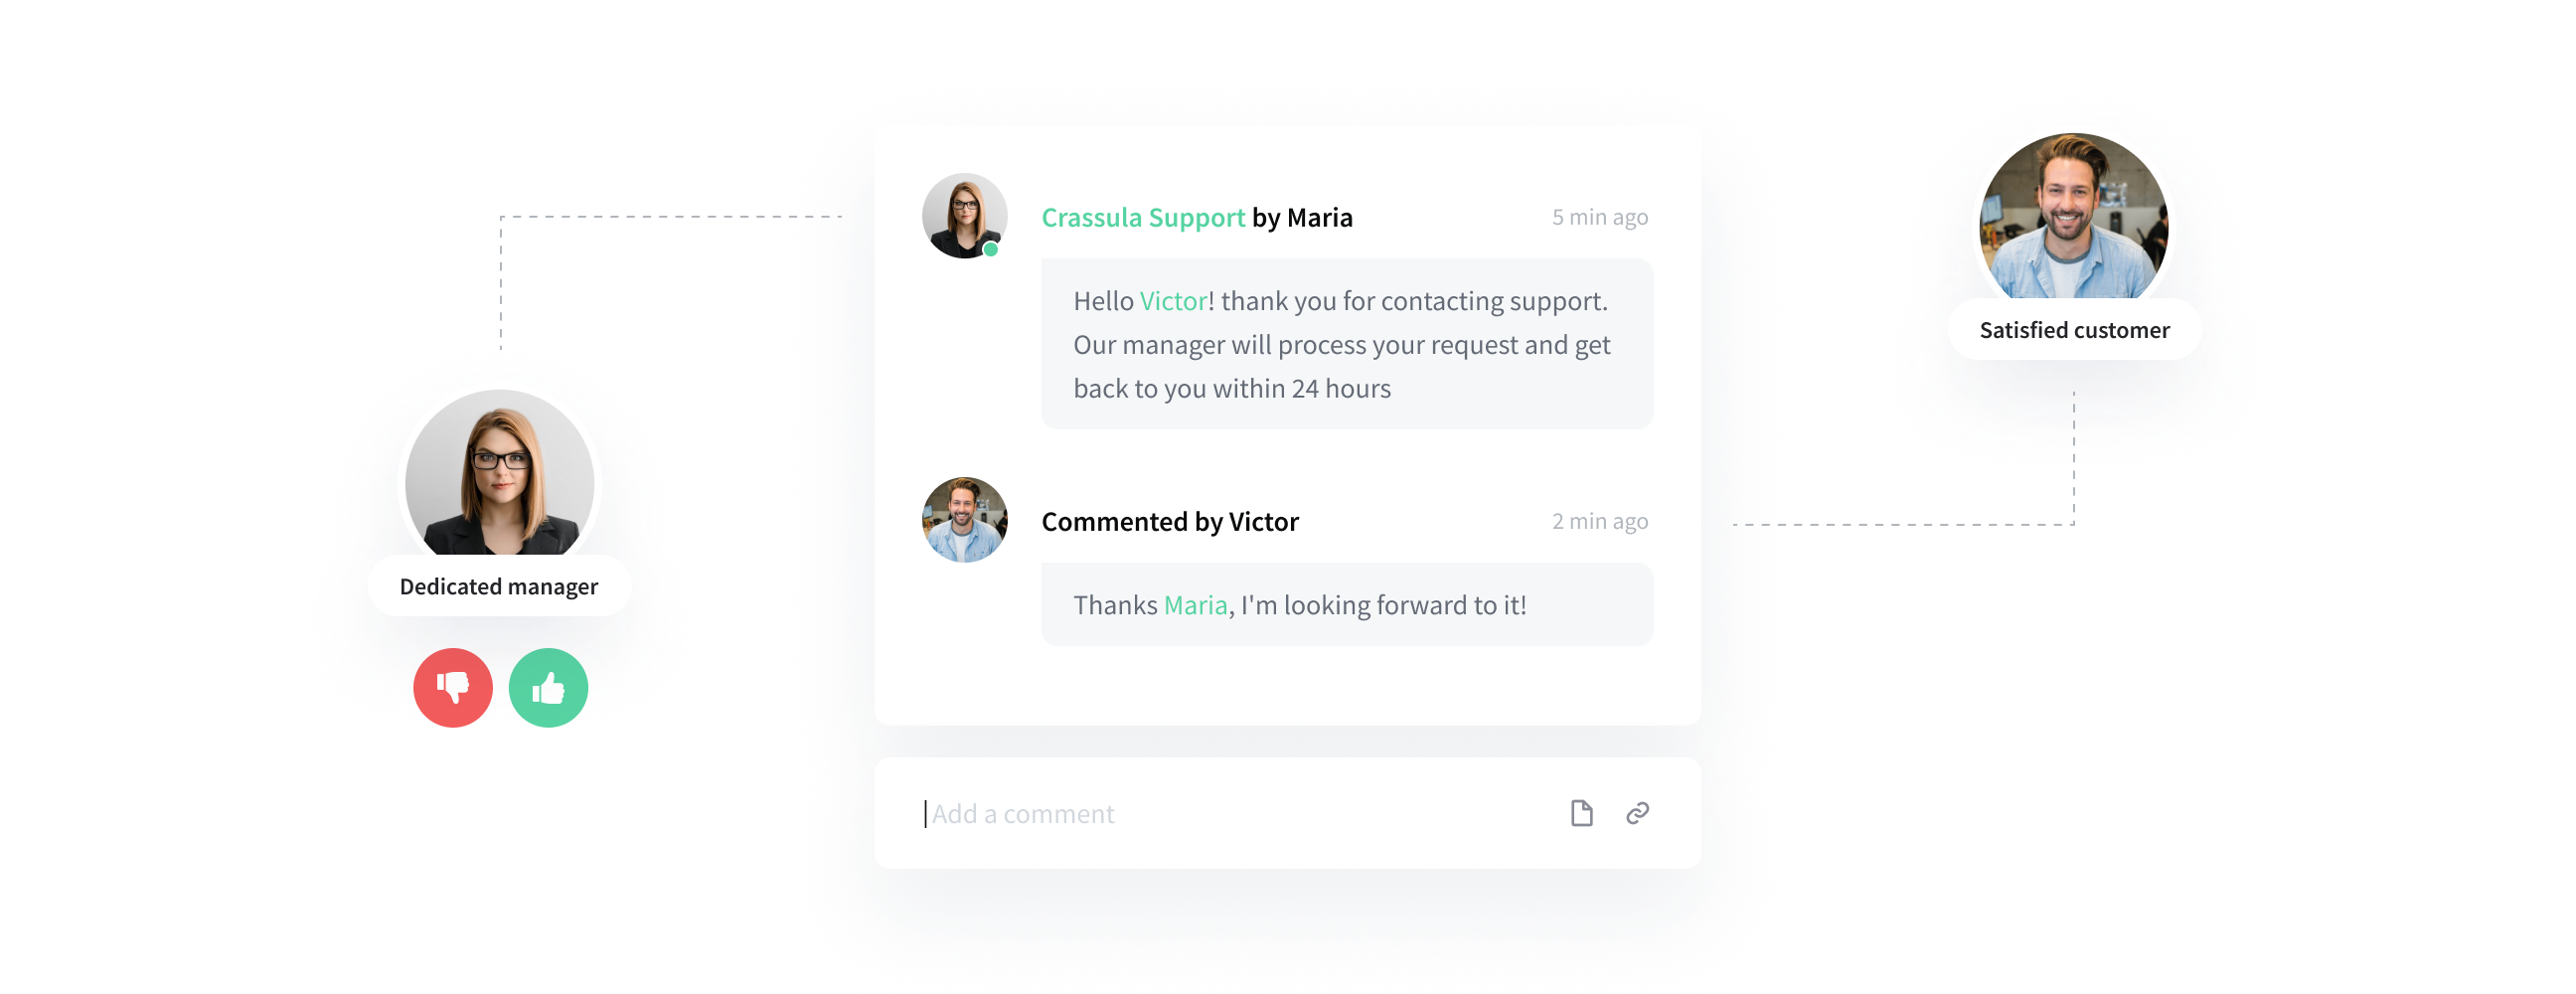 Crassula Support by Maria
5 min ago
Hello Victor! thank you for contacting support.
Our manager will process your request and get
back to you within 24 hours
Commented by Victor
2 min ago
Thanks Maria, I'm looking forward to it!
Add a comment
Dedicated manager
Satisfied customer